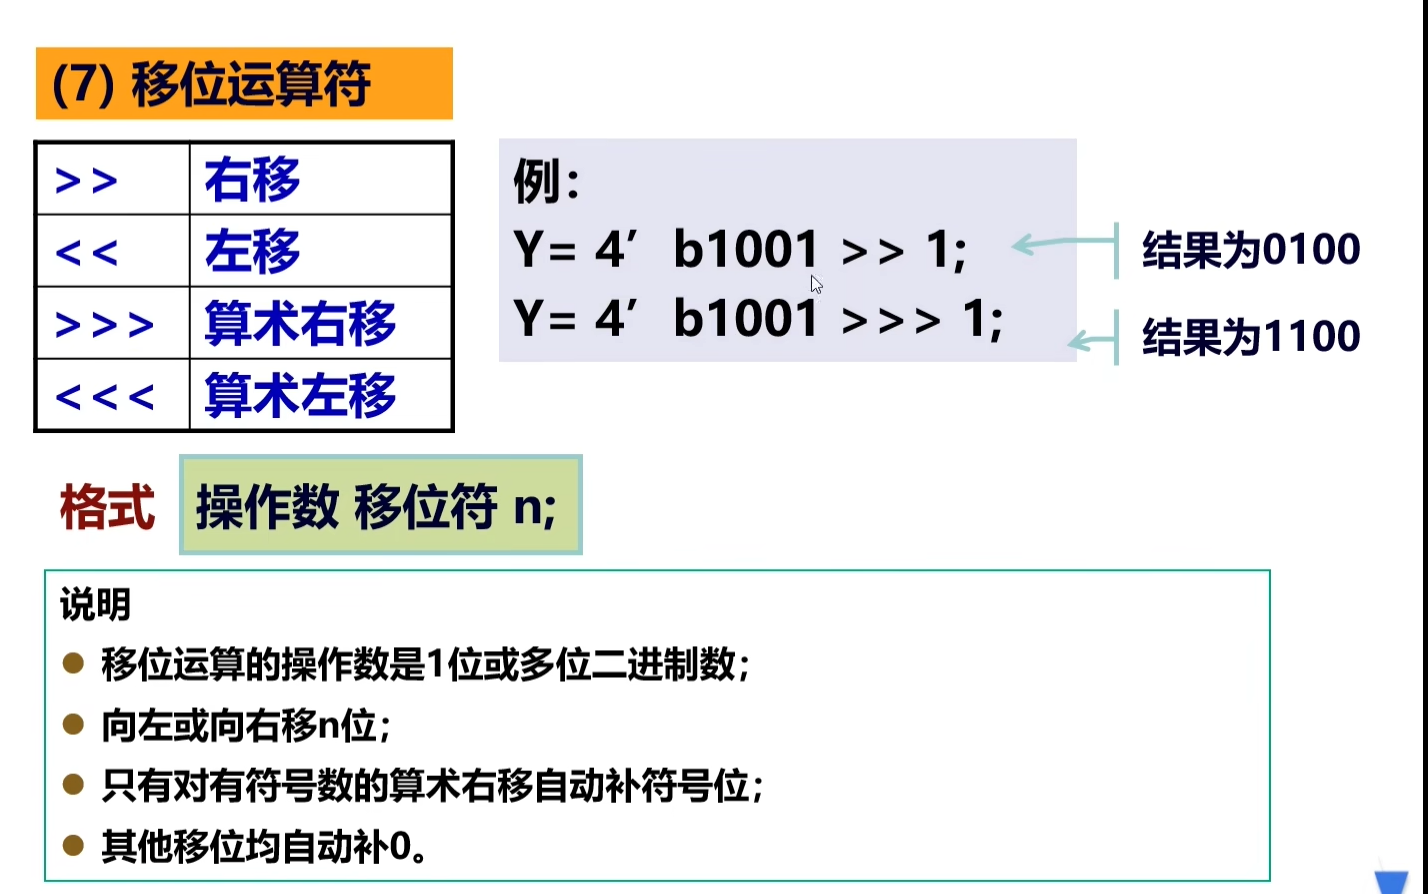 (7) 移位运算符
>> 右移
<< 左移
>>> 算术右移
<<< 算术左移
例：
Y= 4′ b1001 >> 1;
Y= 4′ b1001 >>> 1;
结果为0100
结果为1100
格式 操作数 移位符 n;
说明
● 移位运算的操作数是1位或多位二进制数；
● 向左或向右移n位；
● 只有对有符号数的算术右移自动补符号位；
● 其他移位均自动补0。